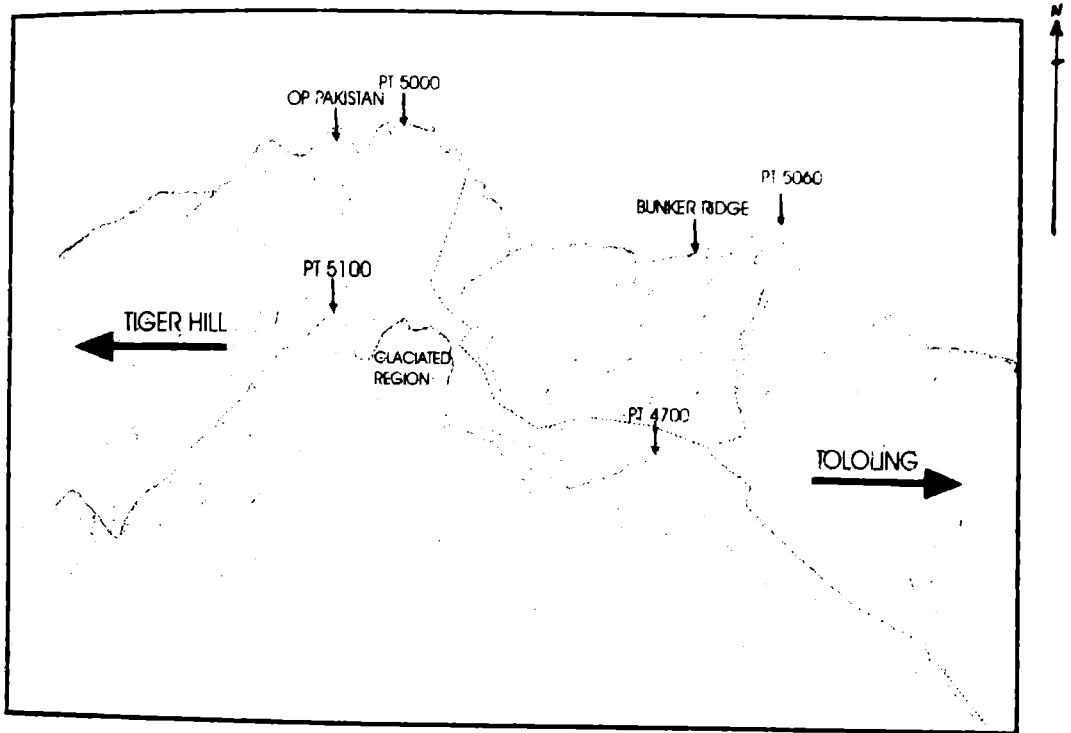 N
PT 5000
OP PAKISTAN
PT 5060
BUNKER RIDGE
PT 5100
TIGER HILL
GLACIATED
REGION
PT 4700
TOLOLING